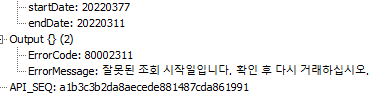 startDate: 20220377
endDate: 20220311
Output {} (2)
ErrorCode: 80002311
ErrorMessage: 잘못된 조회 시작일입니다. 확인 후 다시 거래하십시오.
API_SEQ: a1b3c3b2da8aecede881487cda861991